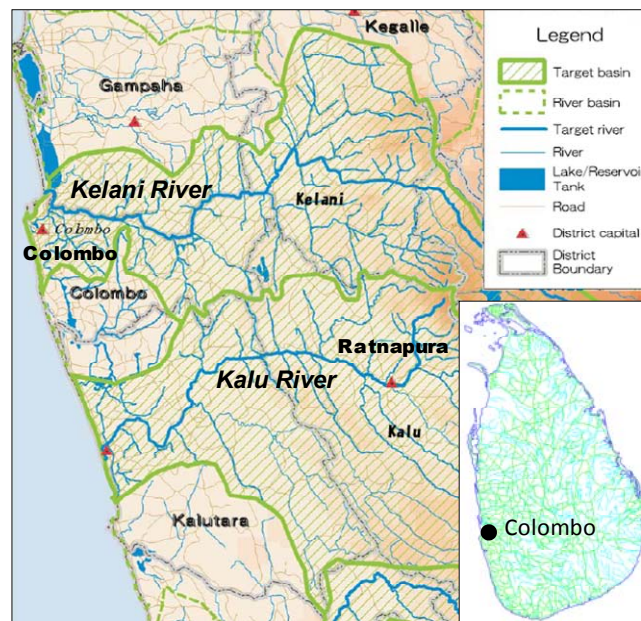 Kegalle
Gampaha
Kelani River
Kelani
Colombo
Colombo
Colombo
Ratnapura
Kalu River
Kalu
Kalutara
Legend
Target basin
River basin
Target river
River
Lake/Reservoi
Tank
Road
District capital
District
Boundary
Colombo